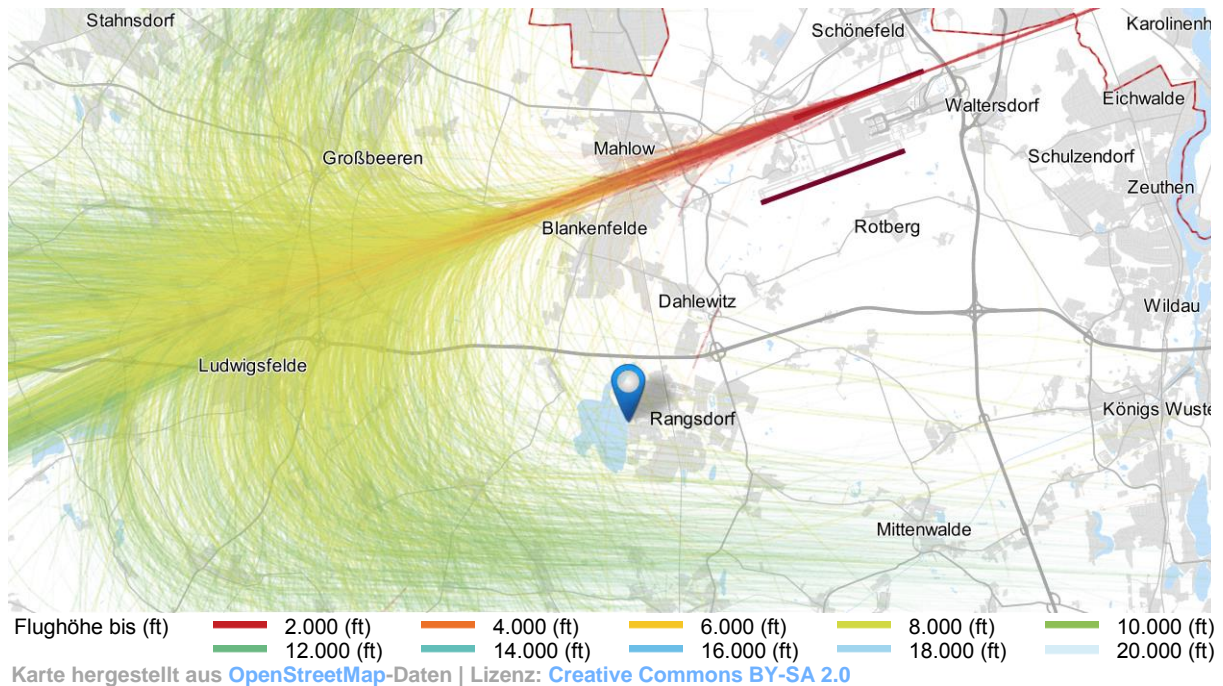 Stahnsdorf
Schönefeld
Karolinenh
Waltersdorf
Eichwalde
Großbeeren
Mahlow
Schulzendorf
Zeuthen
Blankenfelde
Rotberg
Dahlewitz
Wildau
Ludwigsfelde
Rangsdorf
Königs Wuste
Mittenwalde
Flughöhe bis (ft) 2.000 (ft) 4.000 (ft) 6.000 (ft) 8.000 (ft) 10.000 (ft)
12.000 (ft) 14.000 (ft) 16.000 (ft) 18.000 (ft) 20.000 (ft)
Karte hergestellt aus OpenStreetMap-Daten | Lizenz: Creative Commons BY-SA 2.0